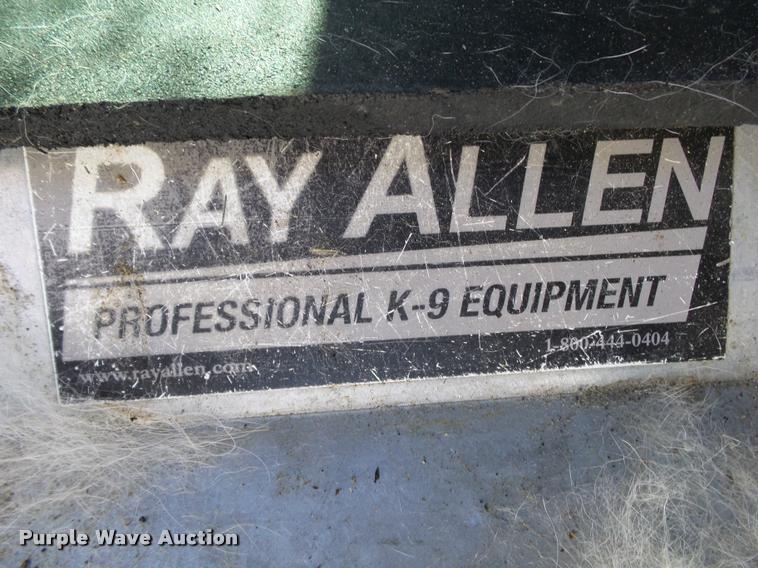 RAY ALLEN
PROFESSIONAL K-9 EQUIPMENT
1-800-444-0404
www.rayallen.com
Purple Wave Auction